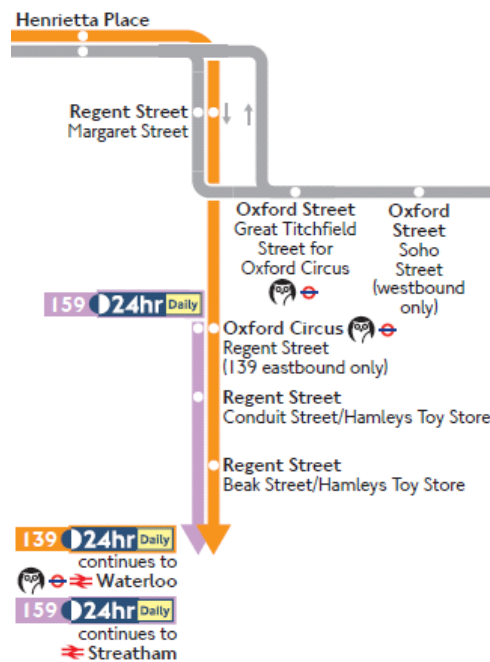 Henrietta Place
Regent Street
Margaret Street
Oxford Street
Great Titchfield
Street for
Oxford Circus
Oxford
Street
Soho
Street
(westbound
only)
159 24hr Daily
Oxford Circus
Regent Street
(139 eastbound only)
Regent Street
Conduit Street/Hamleys Toy Store
Regent Street
Beak Street/Hamleys Toy Store
139 24hr Daily
continues to
Waterloo
159 24hr Daily
continues to
Streatham